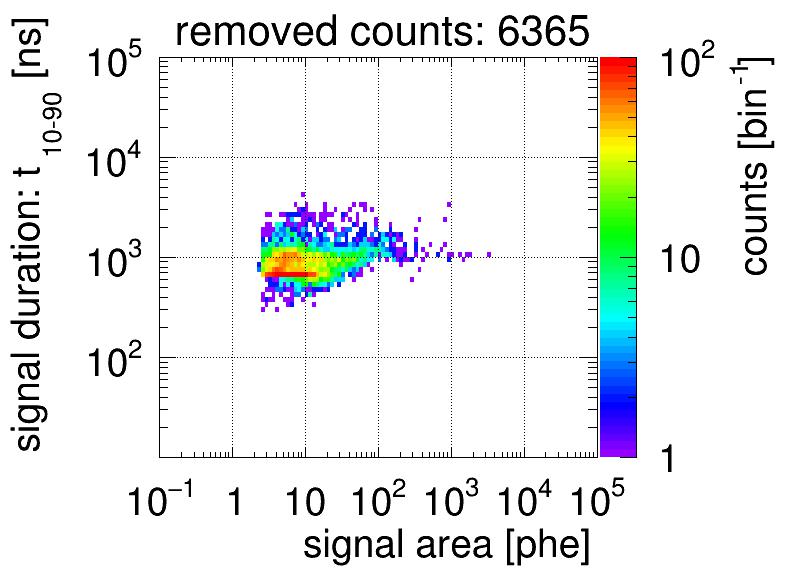 removed counts: 6365
signal duration: t 10-90 [ns]
10^5
10^4
10^3
10^2
10^−1 1 10 10^2 10^3 10^4 10^5
signal area [phe]
10^2
10
1
counts [bin^-1]